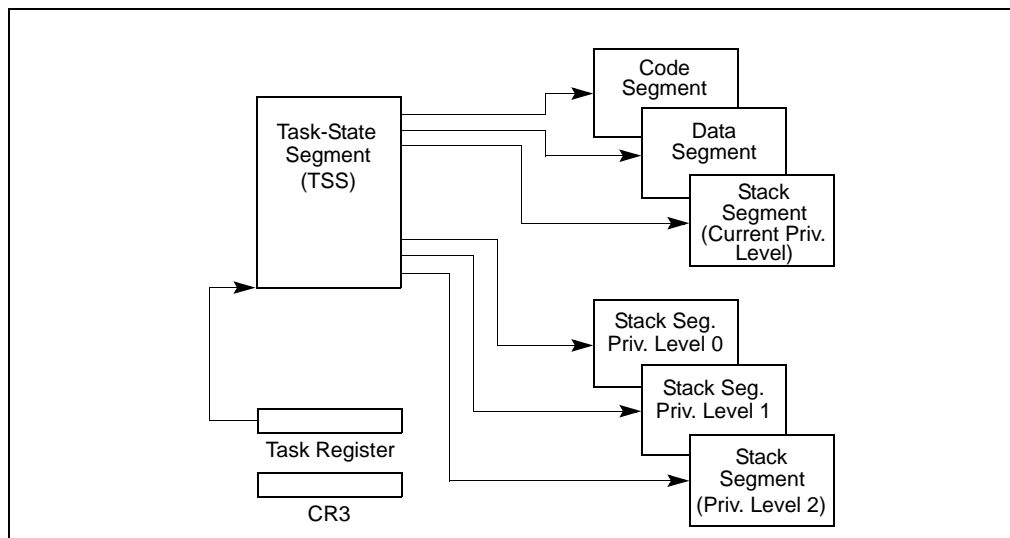 Task-State
Segment
(TSS)
Code
Segment
Data
Segment
Stack
Segment
(Current Priv.
Level)
Stack Seg.
Priv. Level 0
Stack Seg.
Priv. Level 1
Stack
Segment
(Priv. Level 2)
Task Register
CR3